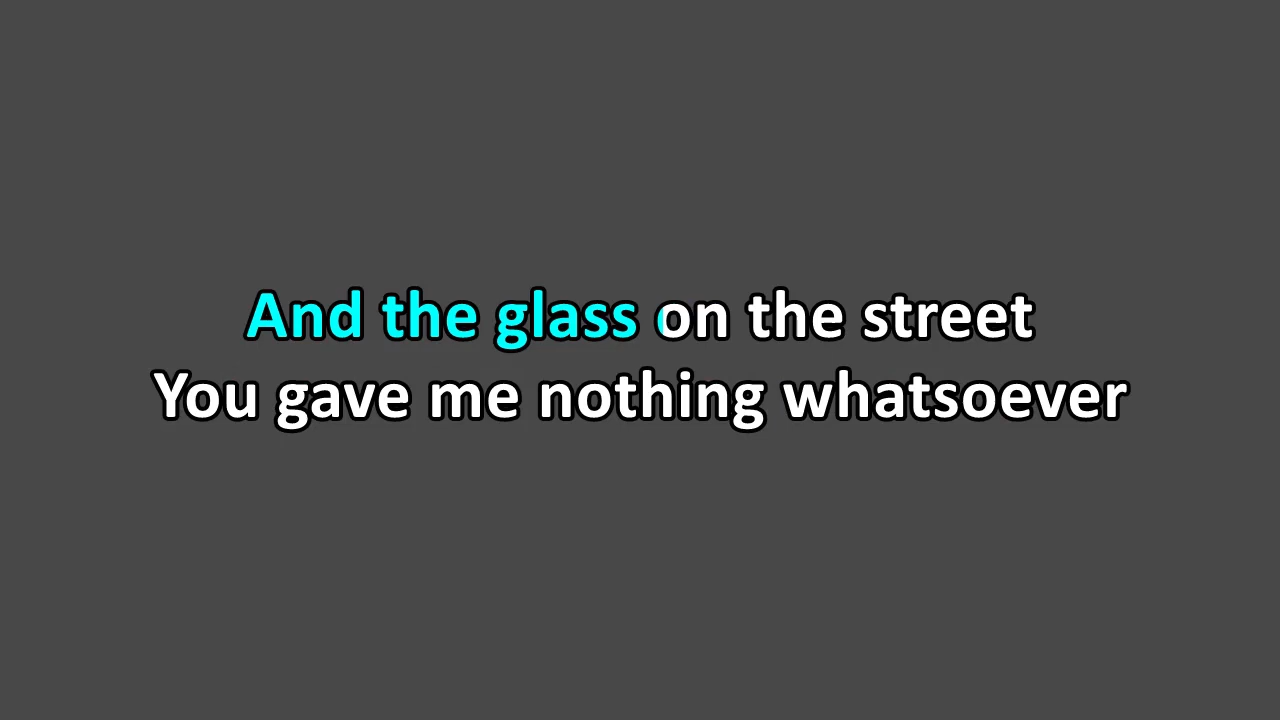 And the glass on the street
You gave me nothing whatsoever